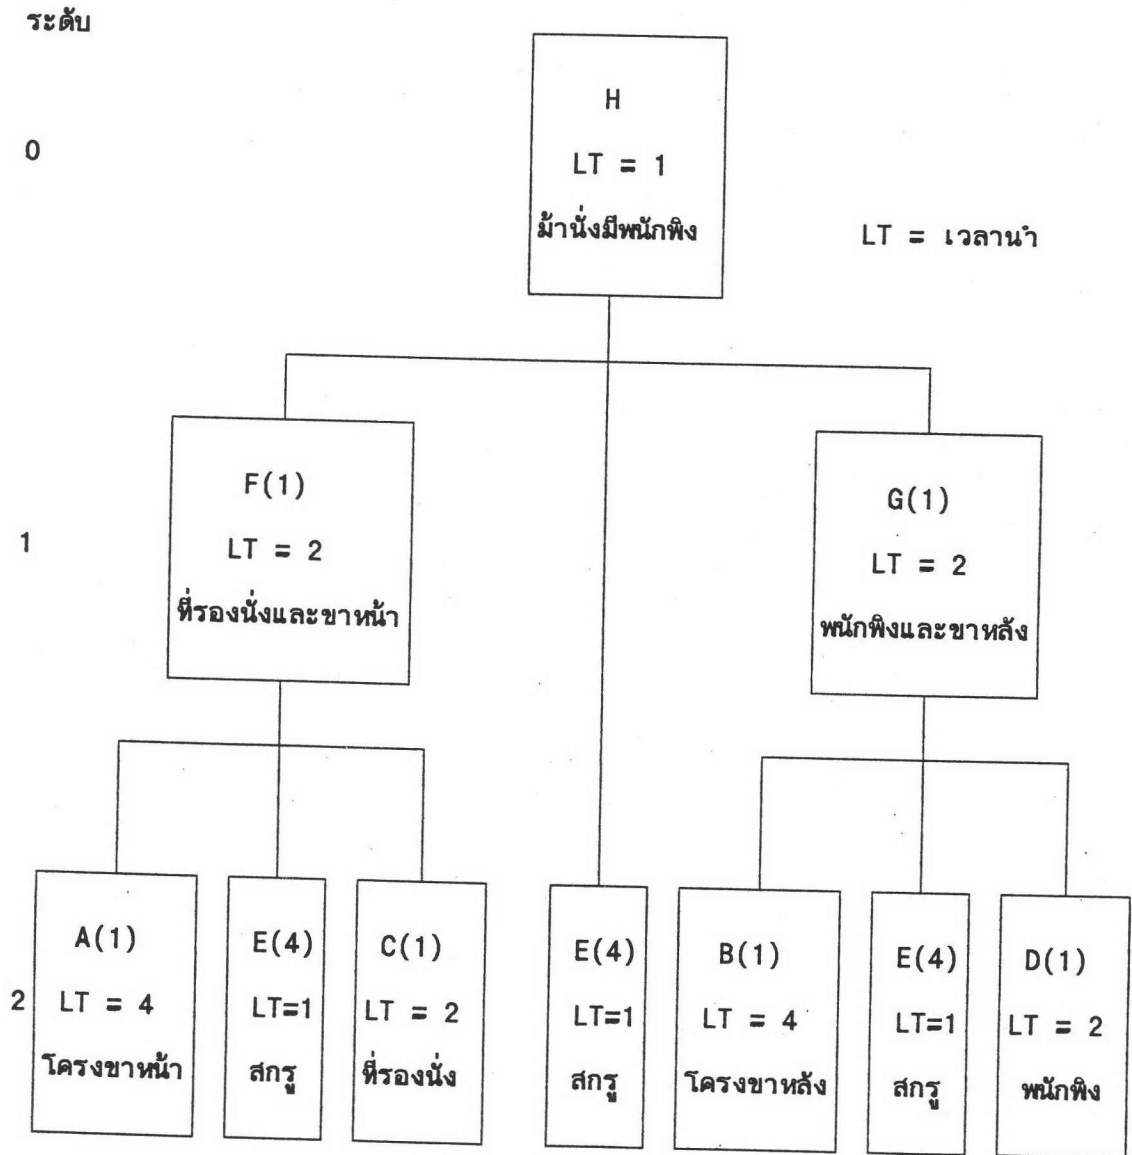 ระดับ
0
H
LT = 1
ม้านั่งมีพนักพิง
LT = เวลานำ
1
F(1)
LT = 2
ที่รองนั่งและขาหน้า
G(1)
LT = 2
พนักพิงและขาหลัง
2
A(1)
LT = 4
โครงขาหน้า
E(4)
LT=1
สกรู
C(1)
LT = 2
ที่รองนั่ง
E(4)
LT=1
สกรู
B(1)
LT = 4
โครงขาหลัง
E(4)
LT=1
สกรู
D(1)
LT = 2
พนักพิง